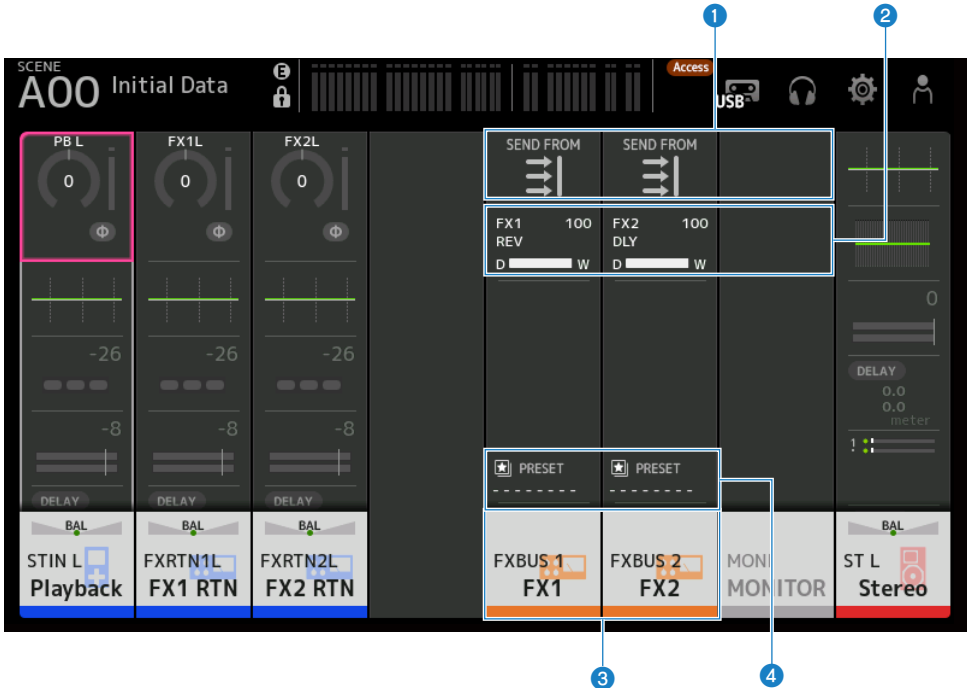 1
2
SCENE
A00 Initial Data
E
Access
USB
PB L
FX1L
FX2L
SEND FROM
SEND FROM
0
0
0
Φ
Φ
Φ
FX1 100
REV
D W
FX2 100
DLY
D W
0
-26
-26
-26
DELAY
0.0
0.0
meter
-8
-8
-8
!
PRESET
--------
PRESET
--------
DELAY
DELAY
DELAY
4
BAL
BAL
BAL
BAL
STIN L
Playback
FXRTN1L
FX1 RTN
FXRTN2L
FX2 RTN
FXBUS 1
FX1
FXBUS 2
FX2
MONI
MONITOR
ST L
Stereo
3